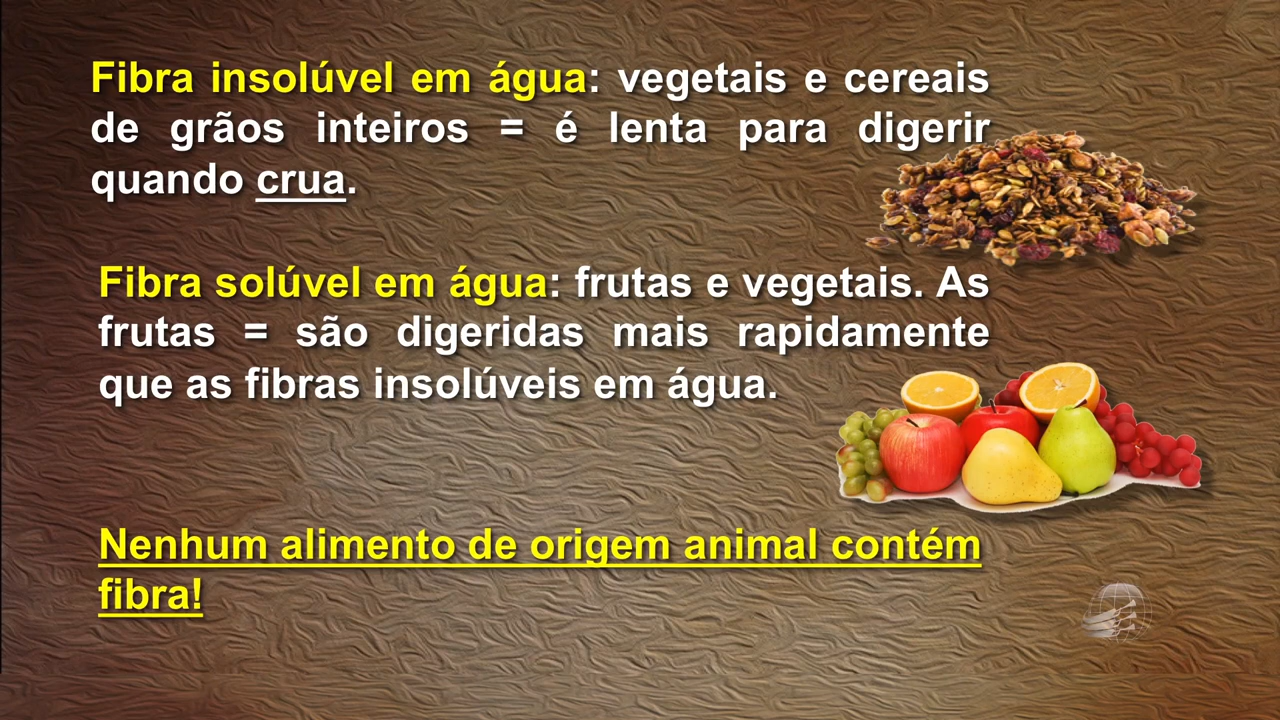 Fibra insolúvel em água: vegetais e cereais
de grãos inteiros = é lenta para digerir
quando crua.
Fibra solúvel em água: frutas e vegetais. As
frutas = são digeridas mais rapidamente
que as fibras insolúveis em água.
Nenhum alimento de origem animal contém
fibra!